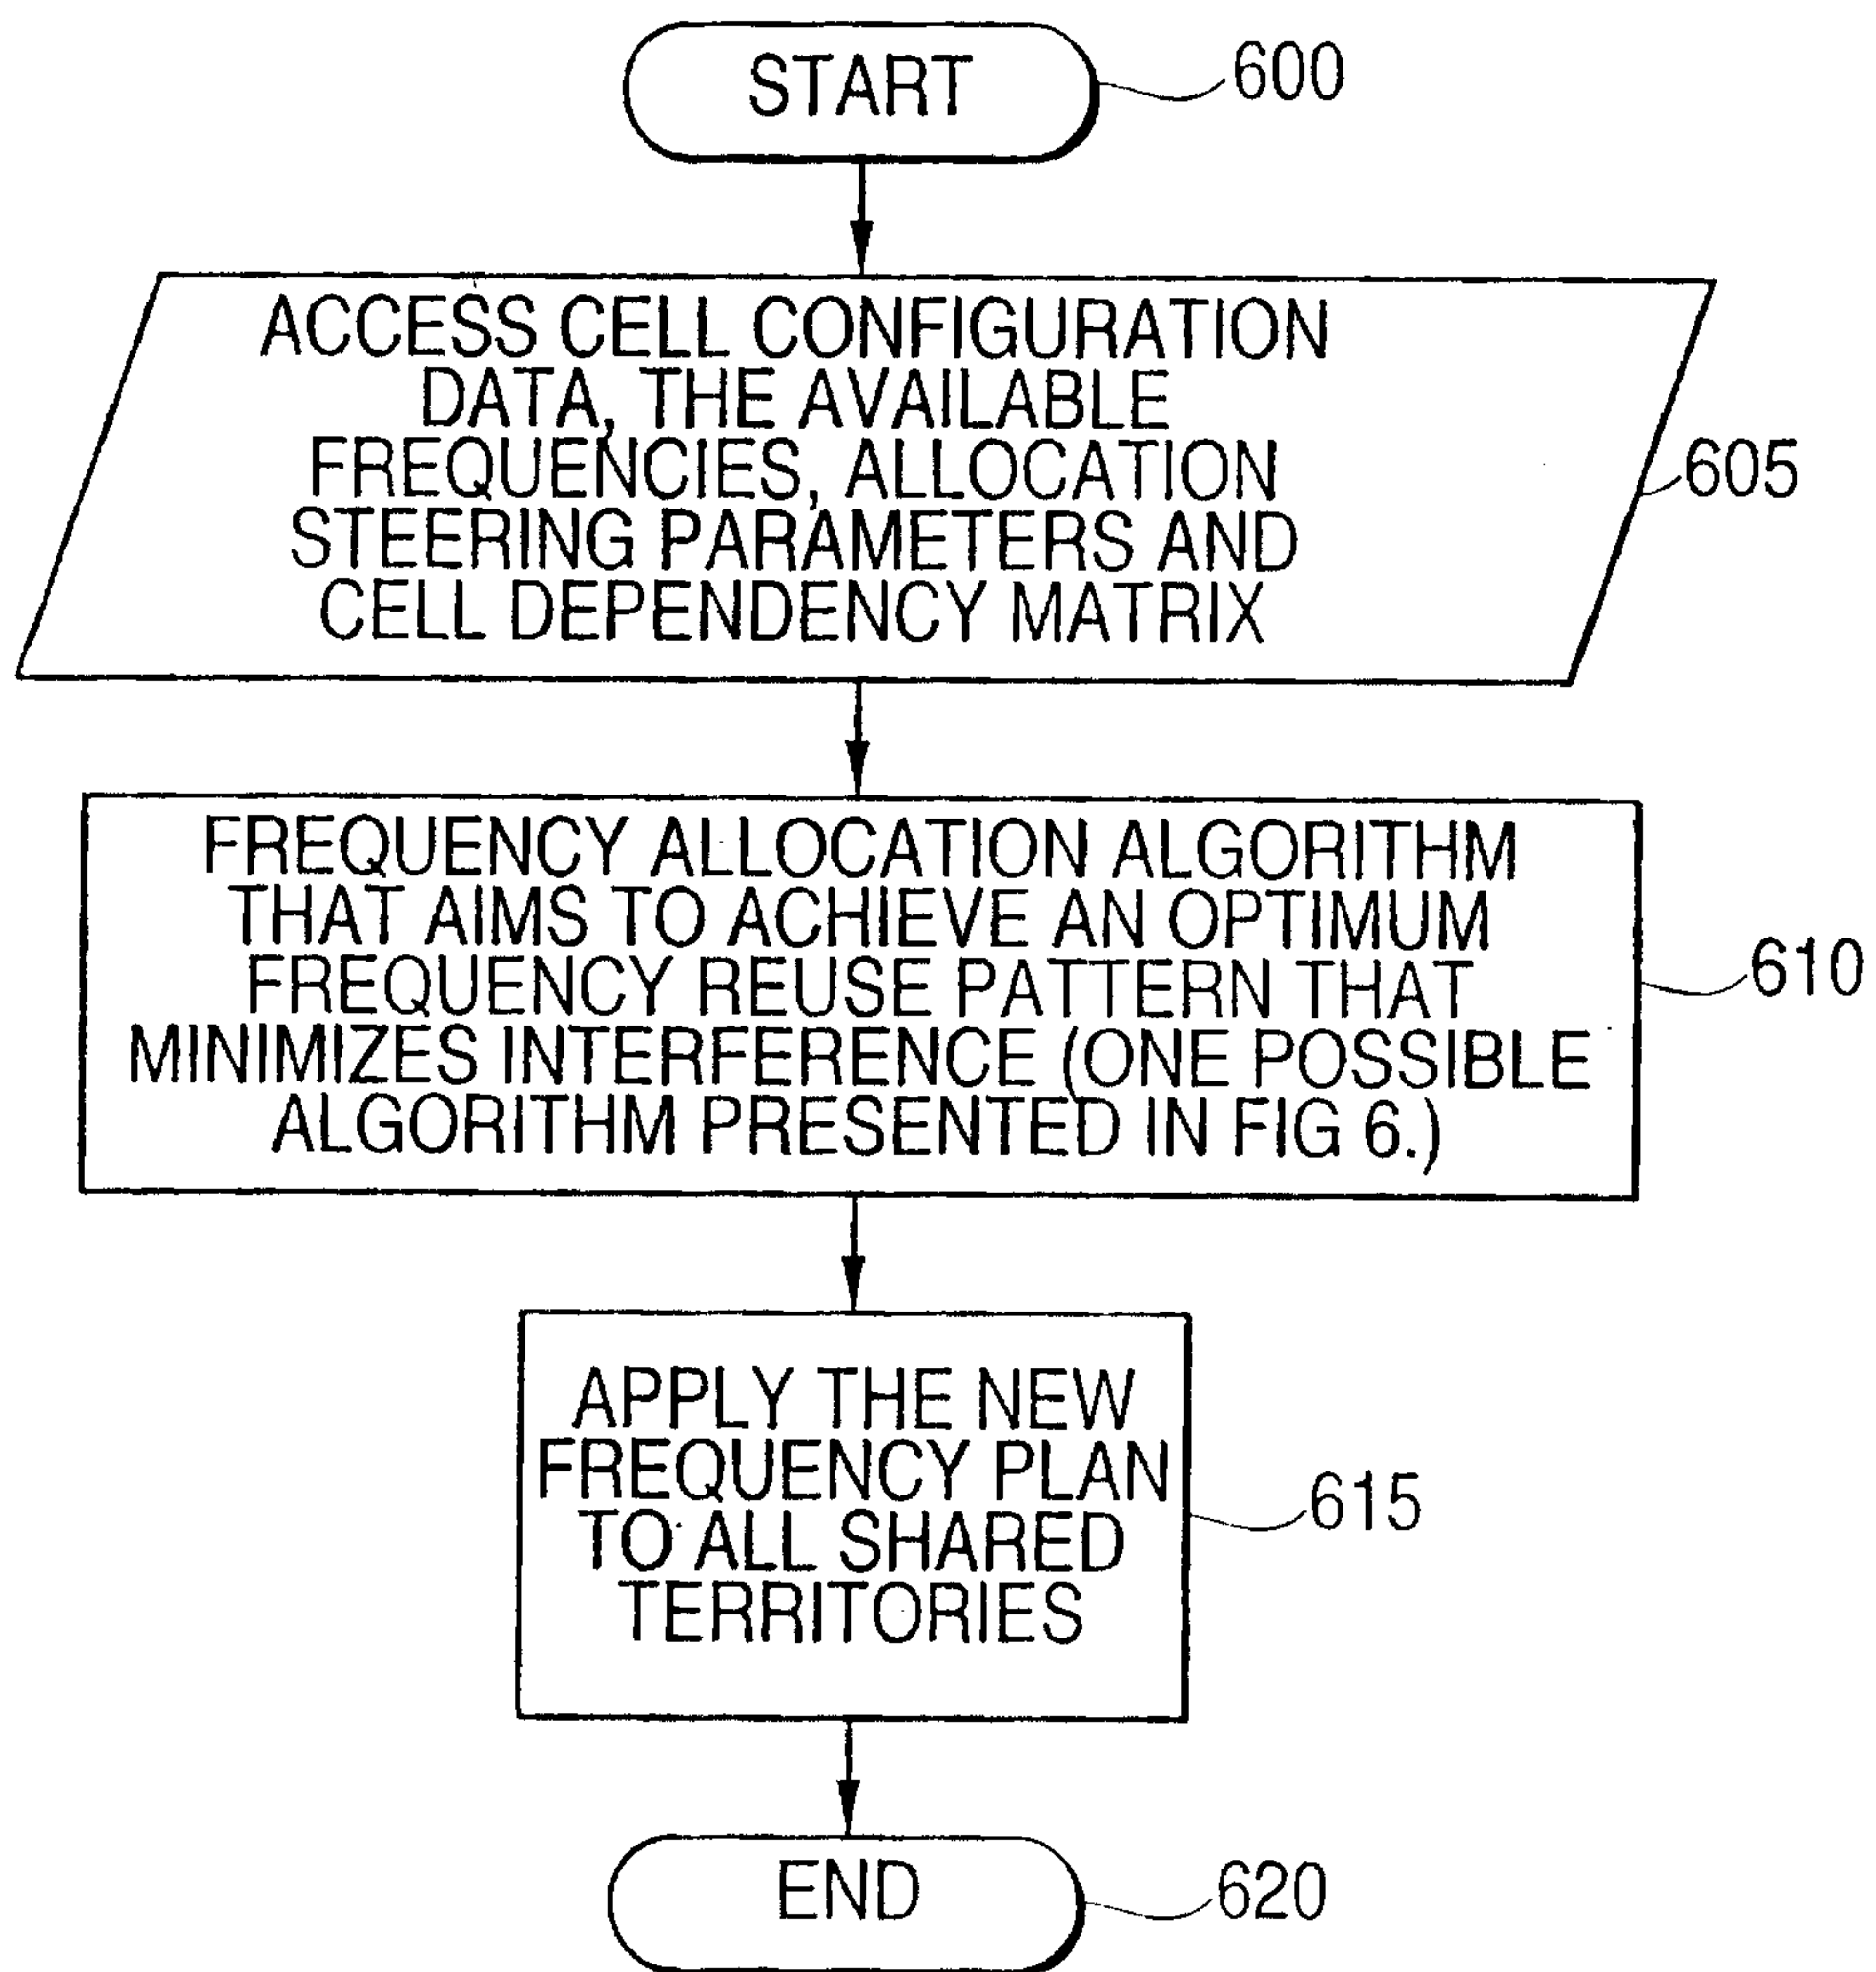 START
600
ACCESS CELL CONFIGURATION
DATA, THE AVAILABLE
FREQUENCIES, ALLOCATION
STEERING PARAMETERS AND
CELL DEPENDENCY MATRIX
605
FREQUENCY ALLOCATION ALGORITHM
THAT AIMS TO ACHIEVE AN OPTIMUM
FREQUENCY REUSE PATTERN THAT
MINIMIZES INTERFERENCE (ONE POSSIBLE
ALGORITHM PRESENTED IN FIG 6.)
610
APPLY THE NEW
FREQUENCY PLAN
TO ALL SHARED
TERRITORIES
615
END
620